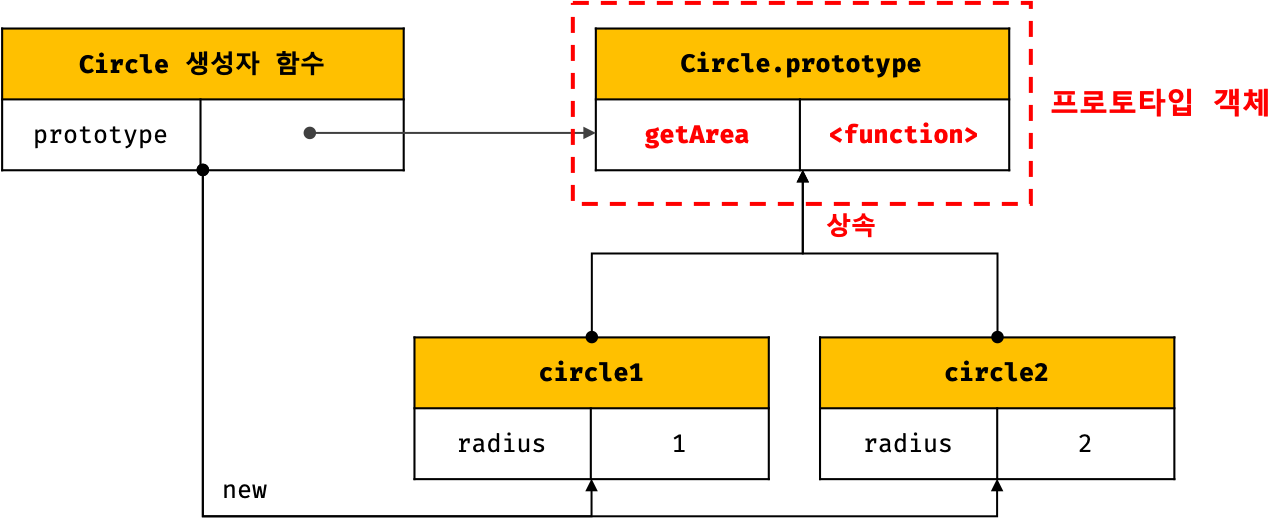 Circle 생성자 함수
prototype
Circle.prototype
getArea
<function>
프로토타입 객체
상속
circle1
radius
1
circle2
radius
2
new